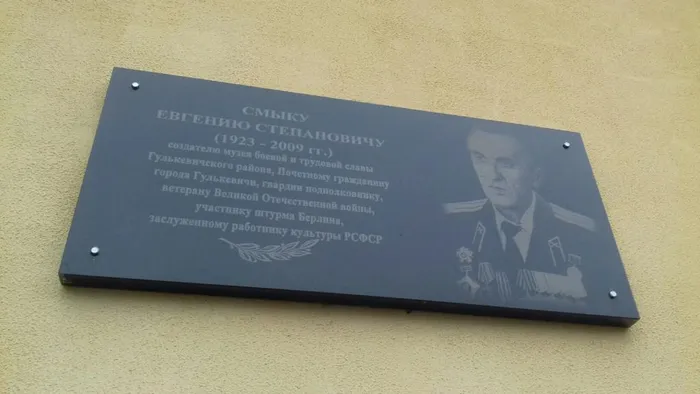 СМЫКУ
ЕВГЕНИЮ СТЕПАНОВИЧУ
(1923 - 2009 гг.)
создателю музея боевой и трудовой славы
Гулькевичского района, Почетному гражданину
города Гулькевичи, гвардии подполковнику,
ветерану Великой Отечественной войны,
участнику штурма Берлина,
заслуженному работнику культуры РСФСР